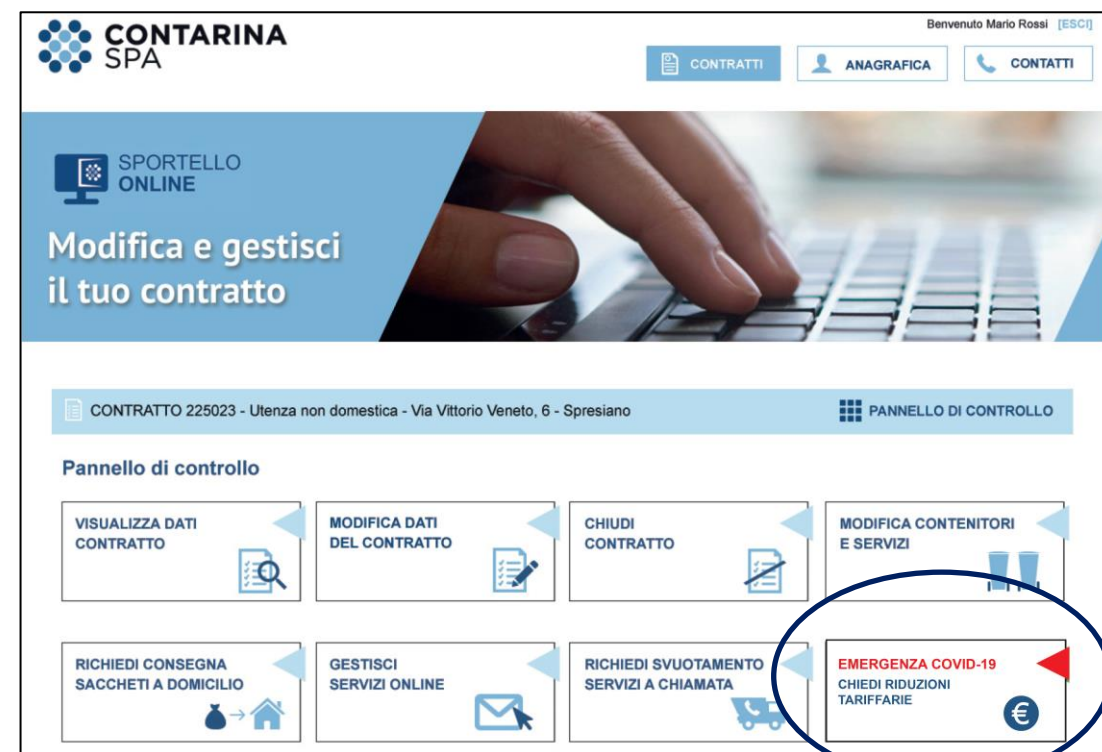 CONTARINA
SPA
Benvenuto Mario Rossi [ESCI]
CONTRATTI
ANAGRAFICA
CONTATTI
SPORTELLO
ONLINE
Modifica e gestisci
il tuo contratto
CONTRATTO 225023 - Utenza non domestica - Via Vittorio Veneto, 6 - Spresiano
PANNELLO DI CONTROLLO
Pannello di controllo
VISUALIZZA DATI
CONTRATTO
MODIFICA DATI
DEL CONTRATTO
CHIUDI
CONTRATTO
MODIFICA CONTENITORI
E SERVIZI
RICHIEDI CONSEGNA
SACCHETI A DOMICILIO
GESTISCI
SERVIZI ONLINE
RICHIEDI SVUOTAMENTO
SERVIZI A CHIAMATA
EMERGENZA COVID-19
CHIEDI RIDUZIONI
TARIFFARIE
€